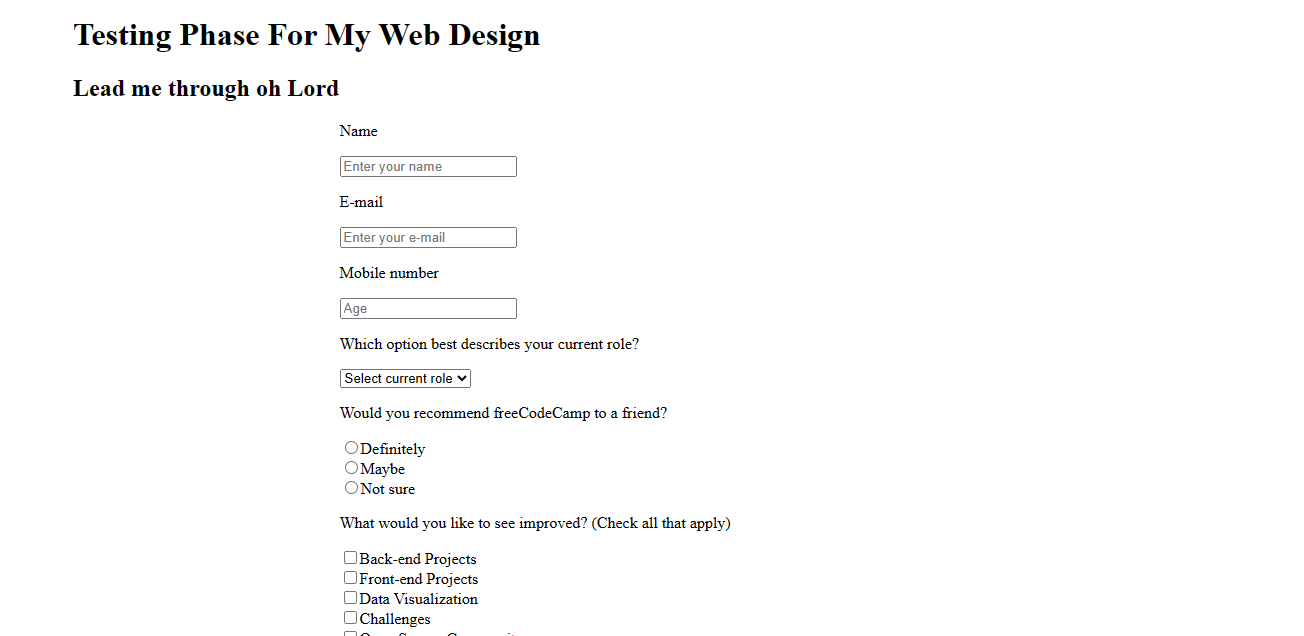 Testing Phase For My Web Design
Lead me through oh Lord
Name
Enter your name
E-mail
Enter your e-mail
Mobile number
Age
Which option best describes your current role?
Select current role
Would you recommend freeCodeCamp to a friend?
Definitely
Maybe
Not sure
What would you like to see improved? (Check all that apply)
Back-end Projects
Front-end Projects
Data Visualization
Challenges